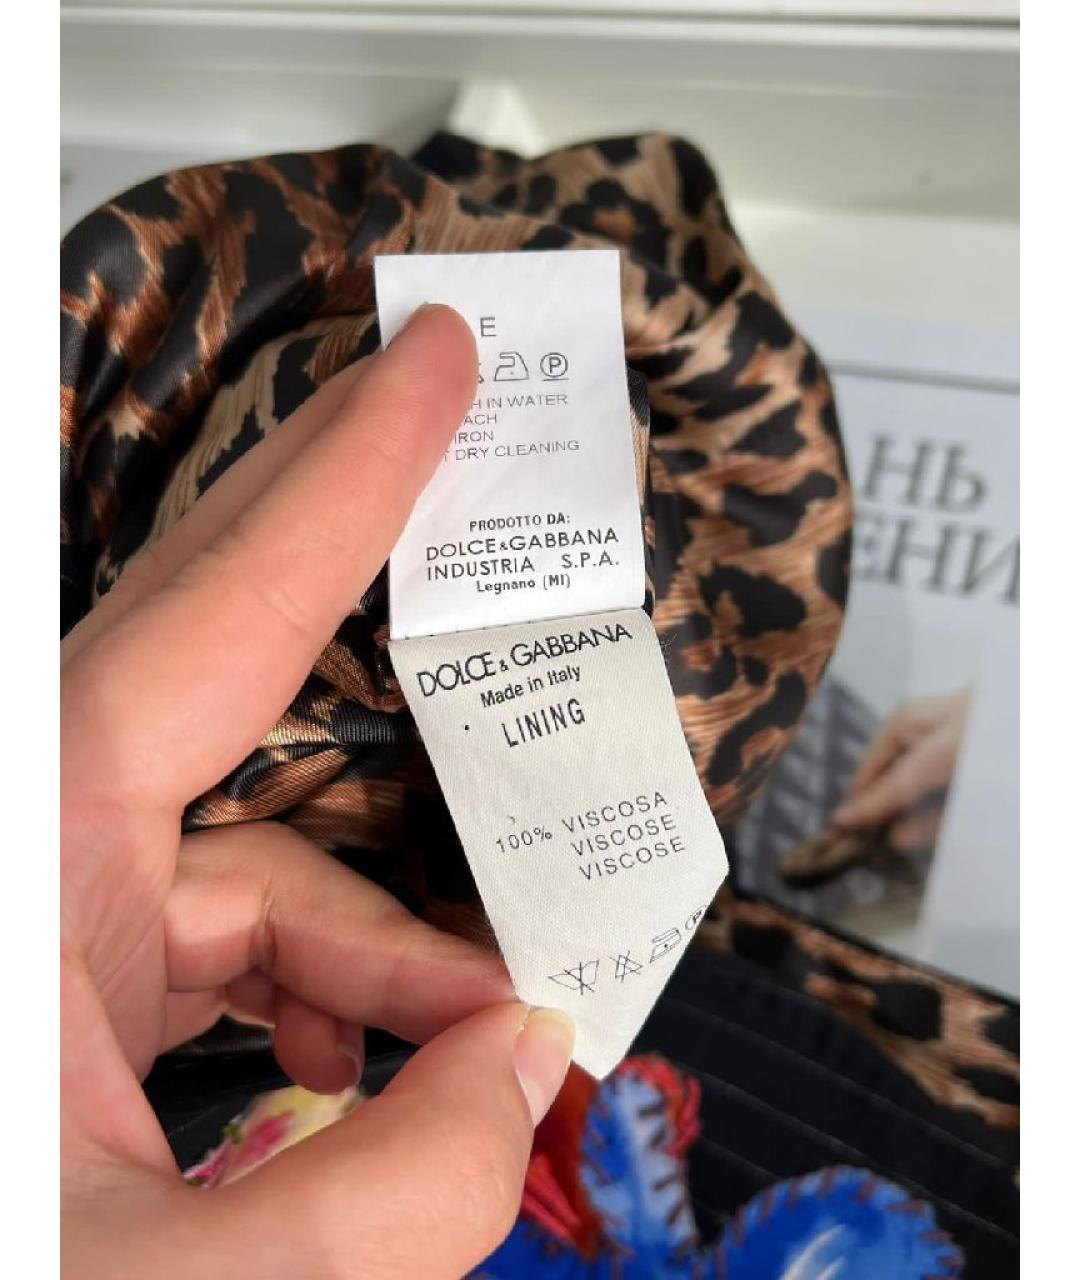 E
P
IN WATER
IRON
DRY CLEANING
PRODOTTO DA:
DOLCE&GABBANA
INDUSTRIA S.P.A.
Legnano (MI)
DOLCE & GABBANA
Made in Italy
LINING
100% VISCOSA
VISCOSE
VISCOSE
P
НЬ
ЕНИ